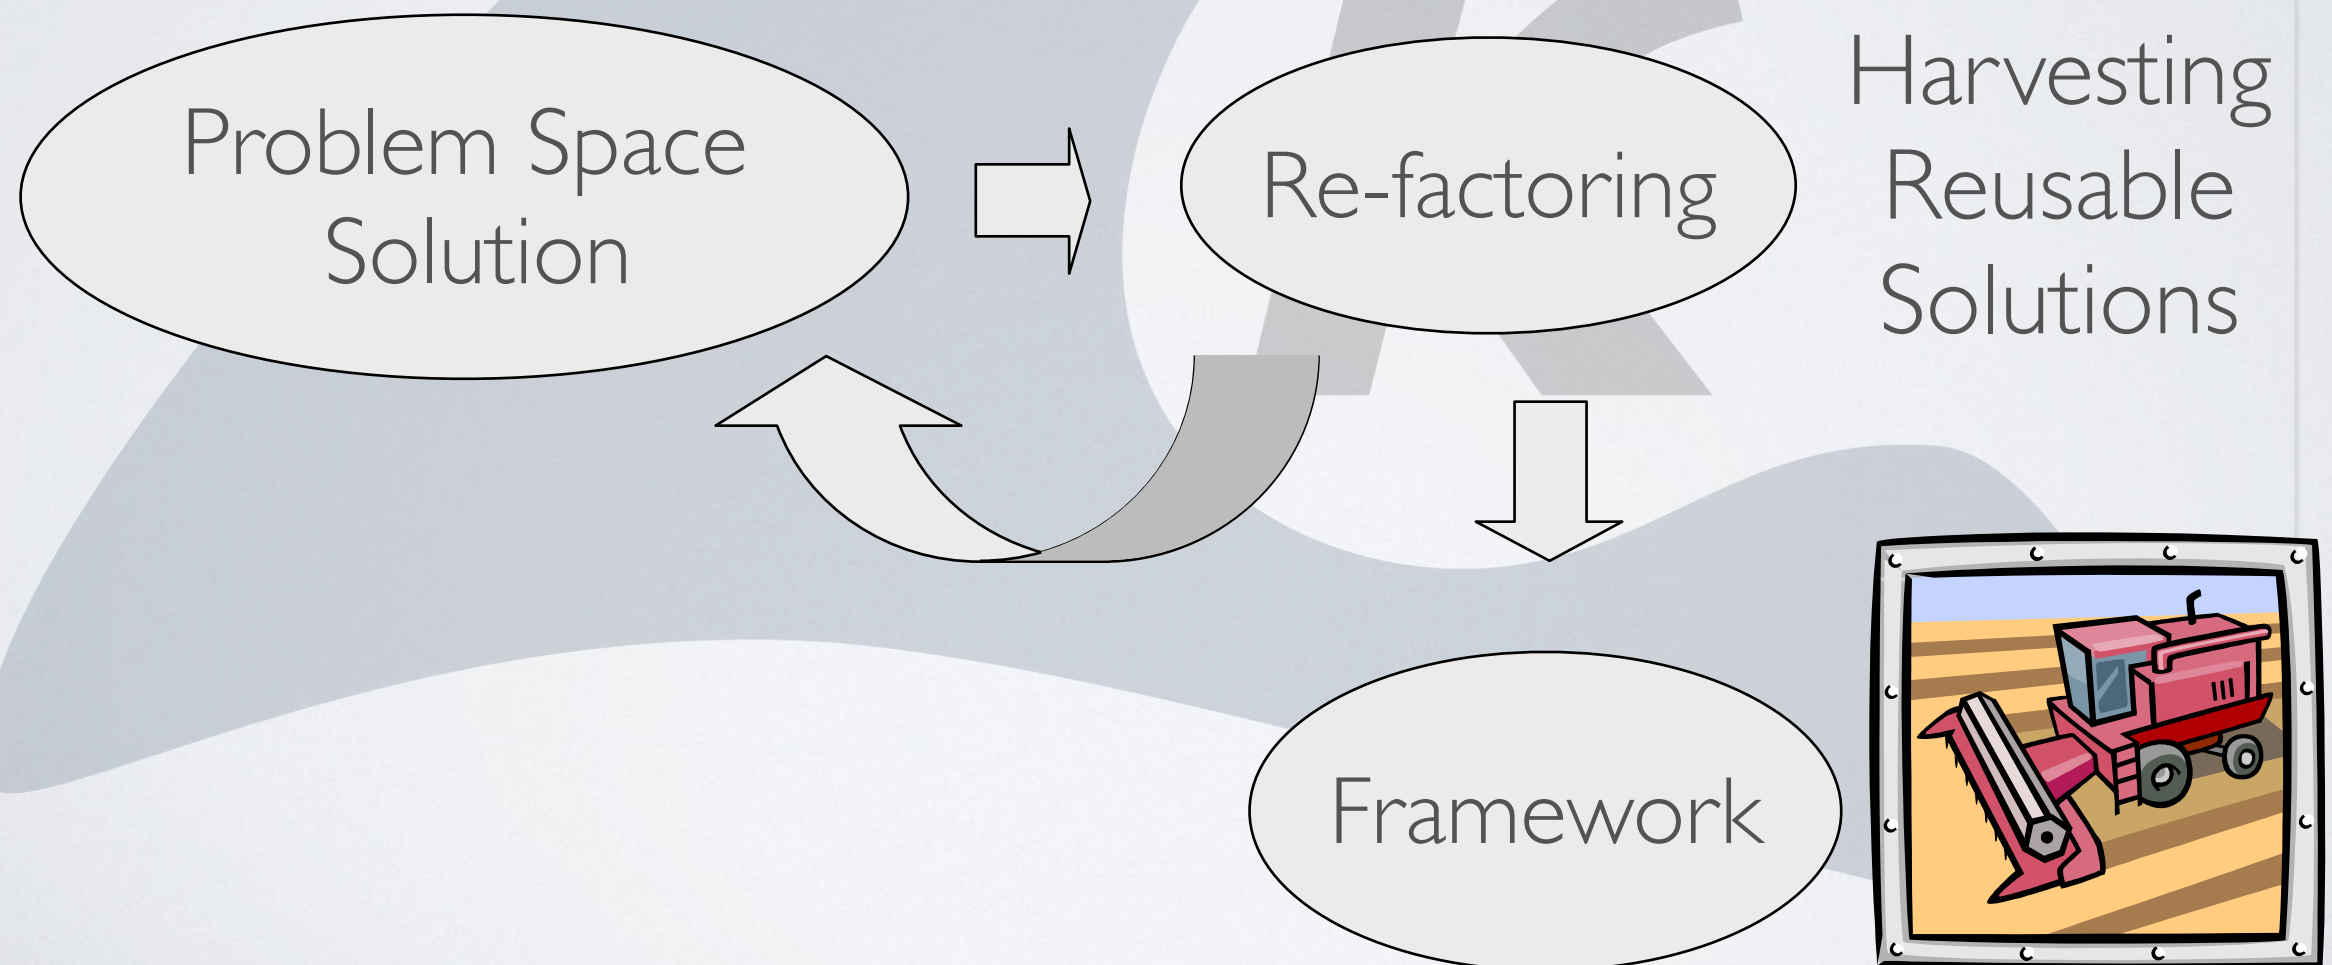 Problem Space
Solution
Re-factoring
Harvesting
Reusable
Solutions
Framework